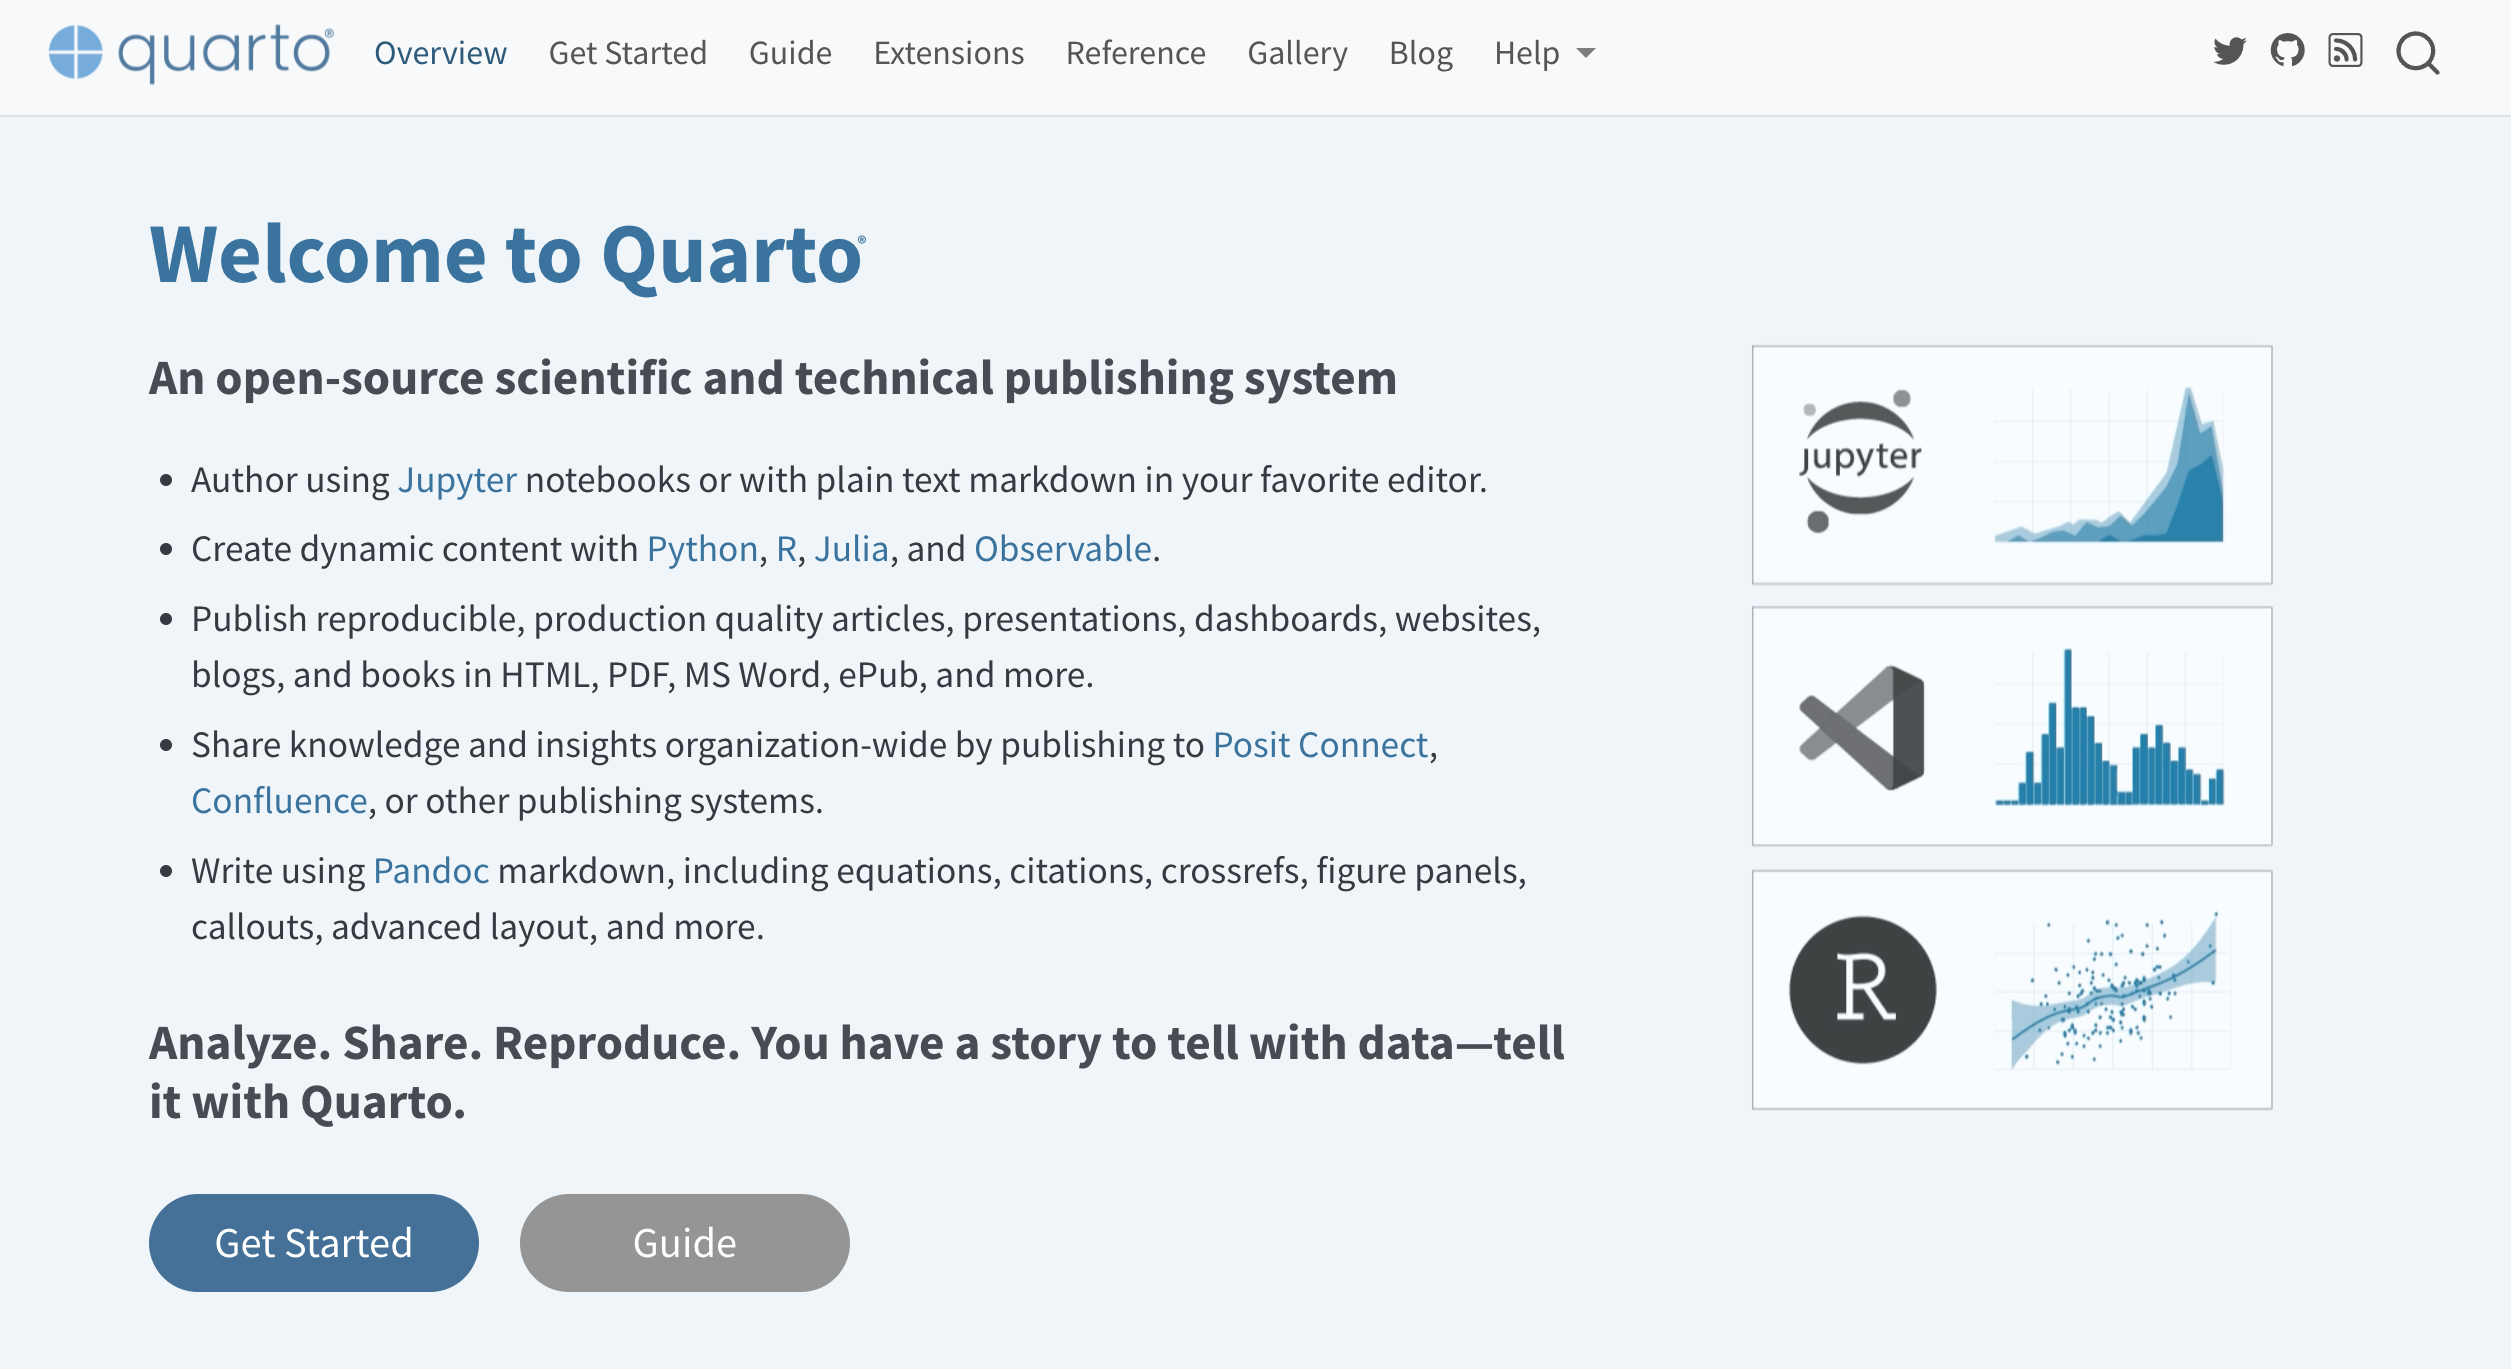 quarto®
Overview Get Started Guide Extensions Reference Gallery Blog Help
Welcome to Quarto®
An open-source scientific and technical publishing system
• Author using Jupyter notebooks or with plain text markdown in your favorite editor.
• Create dynamic content with Python, R, Julia, and Observable.
• Publish reproducible, production quality articles, presentations, dashboards, websites,
blogs, and books in HTML, PDF, MS Word, ePub, and more.
• Share knowledge and insights organization-wide by publishing to Posit Connect,
Confluence, or other publishing systems.
• Write using Pandoc markdown, including equations, citations, crossrefs, figure panels,
callouts, advanced layout, and more.
Analyze. Share. Reproduce. You have a story to tell with data—tell
it with Quarto.
Get Started
Guide
jupyter
R